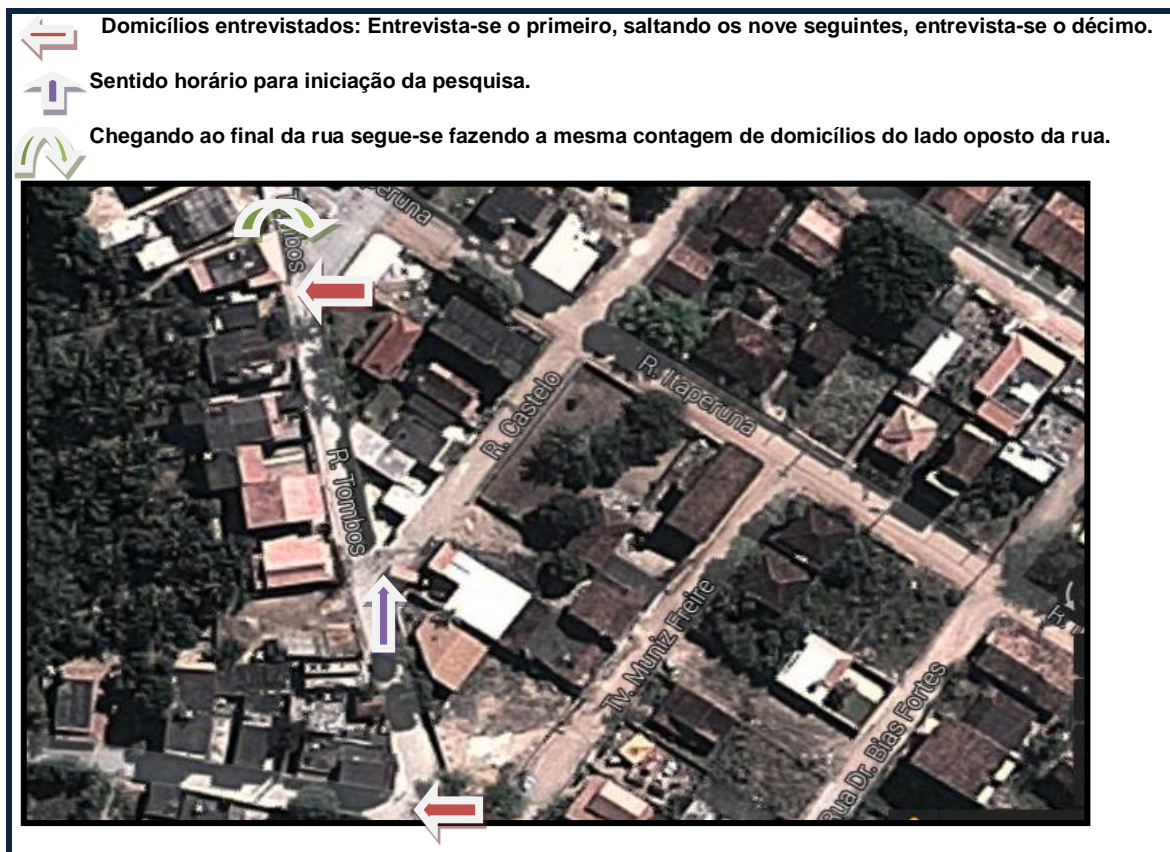 Domicílios entrevistados: Entrevista-se o primeiro, saltando os nove seguintes, entrevista-se o décimo.
Sentido horário para iniciação da pesquisa.
Chegando ao final da rua segue-se fazendo a mesma contagem de domicílios do lado oposto da rua.
mbos
peruna
R. Itaperuna
R. Castelo
R. Tombos
Tv. Muniz Freire
Rua Dr. Bias Fortes